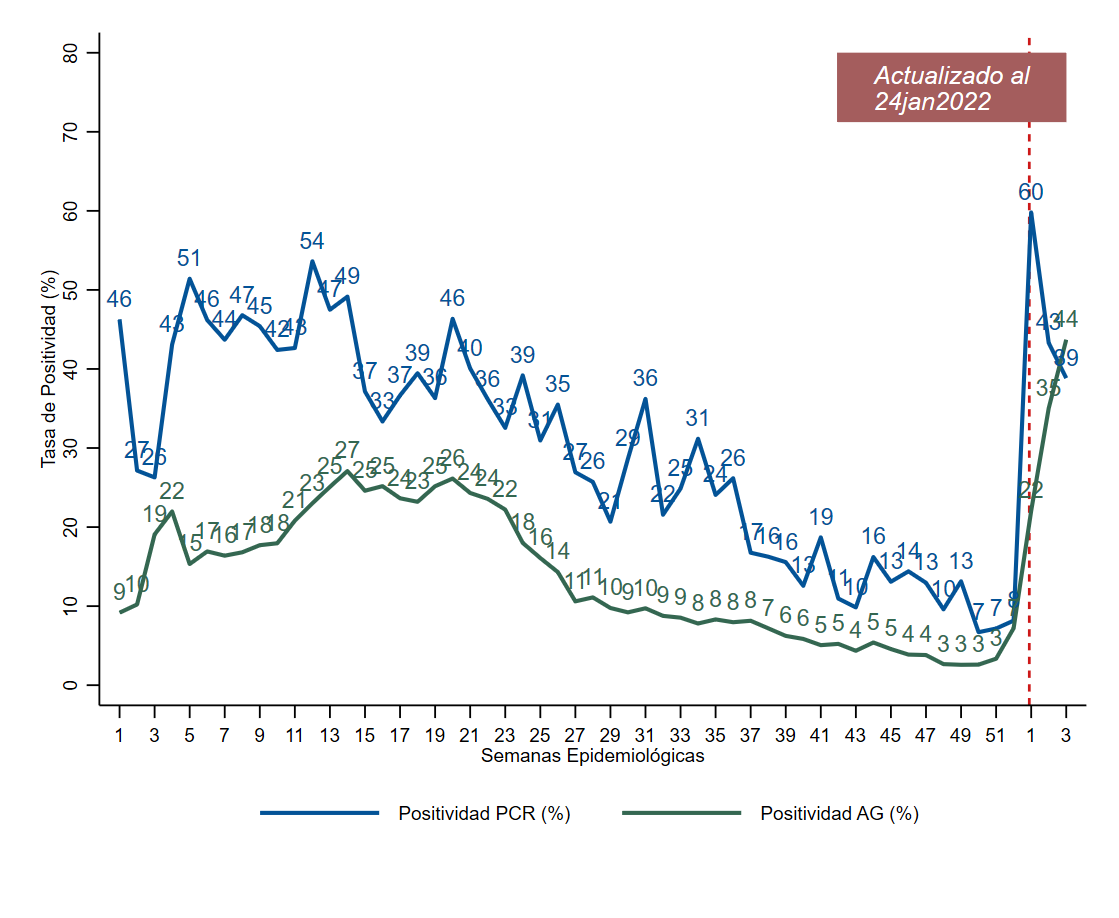 80
70
60
50
40
30
20
10
0
Tasa de Positividad (%)
Actualizado al
24jan2022
46 27 26 43 51 46 44 47 45 42 43 54 47 49 37 33 37 39 36 46 40 36 33 39 31 35 27 26 21 29 36 22 25 31 24 26 17 16 16 13 19 11 10 16 13 14 13 10 13 7 7 8 60 43 39
9 10 19 22 15 17 16 17 18 18 21 23 25 27 25 25 24 23 25 26 24 24 22 18 16 14 11 11 10 9 10 9 9 8 8 8 8 7 6 6 5 5 4 5 5 4 4 3 3 3 3 22 35 44
1 3 5 7 9 11 13 15 17 19 21 23 25 27 29 31 33 35 37 39 41 43 45 47 49 51 1 3
Semanas Epidemiológicas
Positividad PCR (%) Positividad AG (%)